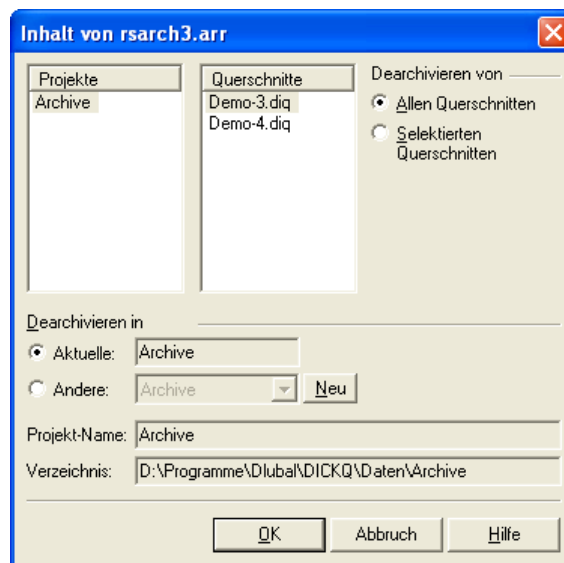 Inhalt von rsarch3.arr
Projekte
Archive
Querschnitte
Demo-3.diq
Demo-4.diq
Dearchivieren von
Allen Querschnitten
Selektierten
Querschnitten
Dearchivieren in
Aktuelle: Archive
Andere: Archive Neu
Projekt-Name: Archive
Verzeichnis: D:\Programme\Dlubal\DICKQ\Daten\Archive
OK Abbruch Hilfe